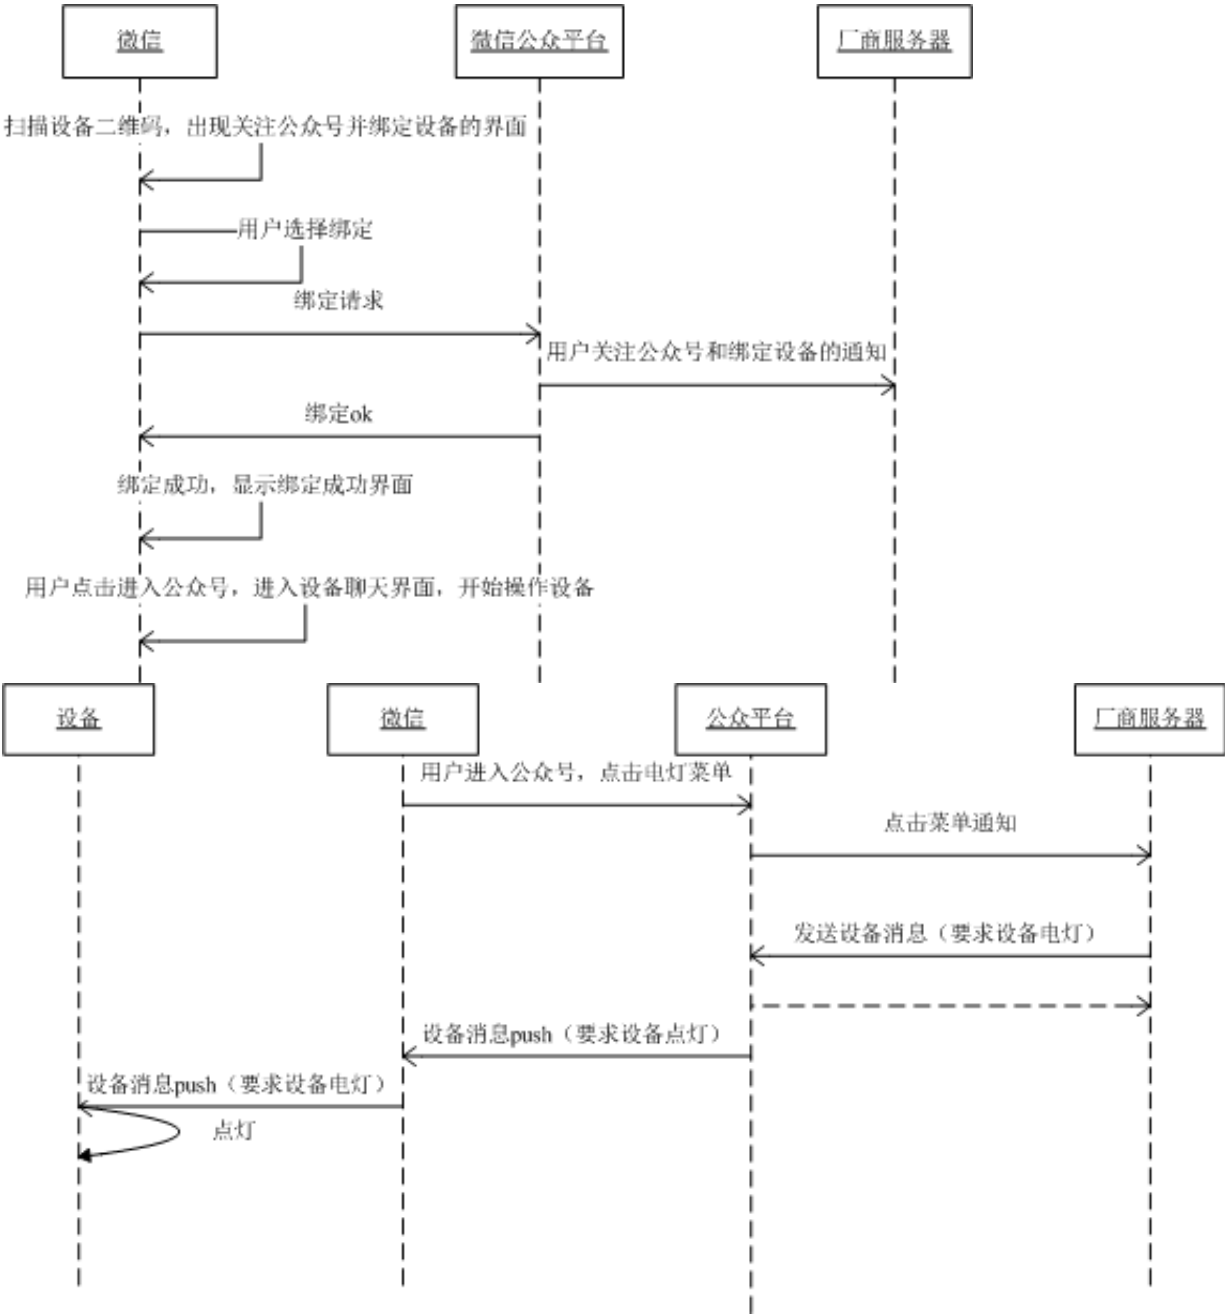 微信
微信公众平台
厂商服务器
扫描设备二维码，出现关注公众号并绑定设备的界面
用户选择绑定
绑定请求
用户关注公众号和绑定设备的通知
绑定ok
绑定成功，显示绑定成功界面
用户点击进入公众号，进入设备聊天界面，开始操作设备
设备
微信
公众平台
厂商服务器
用户进入公众号，点击电灯菜单
点击菜单通知
发送设备消息（要求设备电灯）
设备消息push（要求设备点灯）
设备消息push（要求设备电灯）
点灯